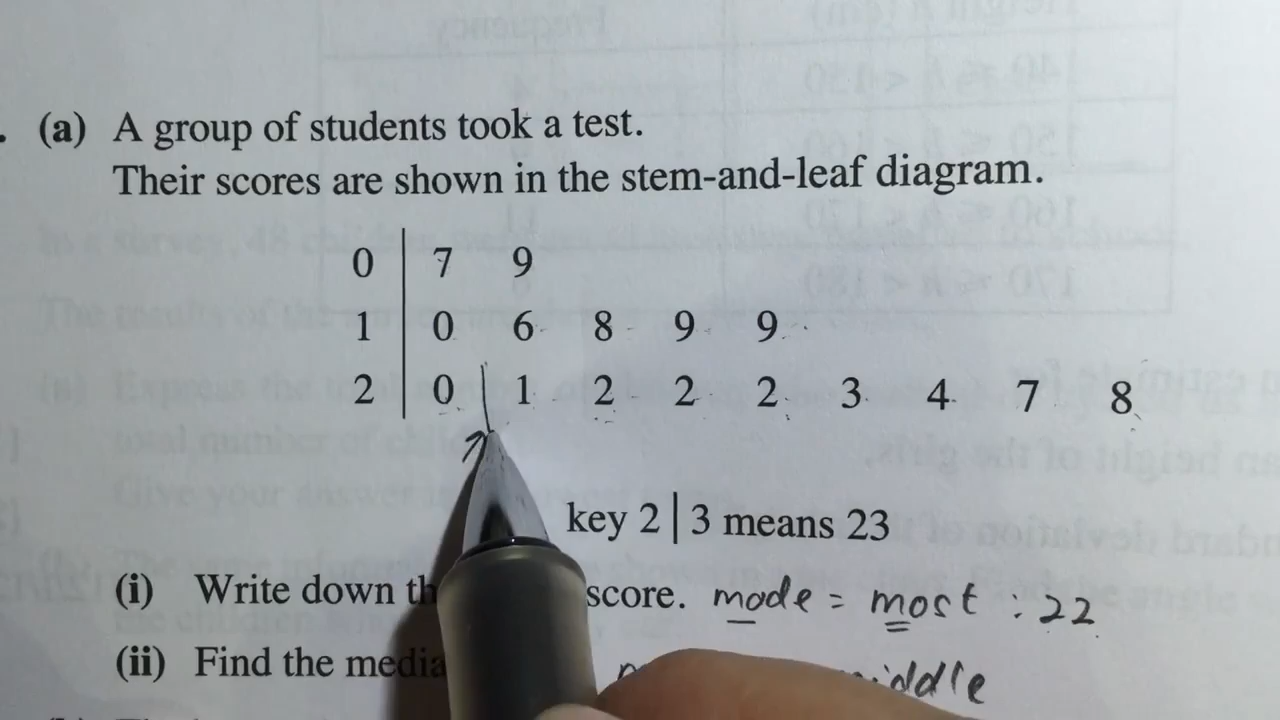 (a) A group of students took a test.
Their scores are shown in the stem-and-leaf diagram.
0 | 7 9
1 | 0 6 8 9 9
2 | 0 1 2 2 2 3 4 7 8
key 2 | 3 means 23
(i) Write down score. mode = most : 22
(ii) Find the